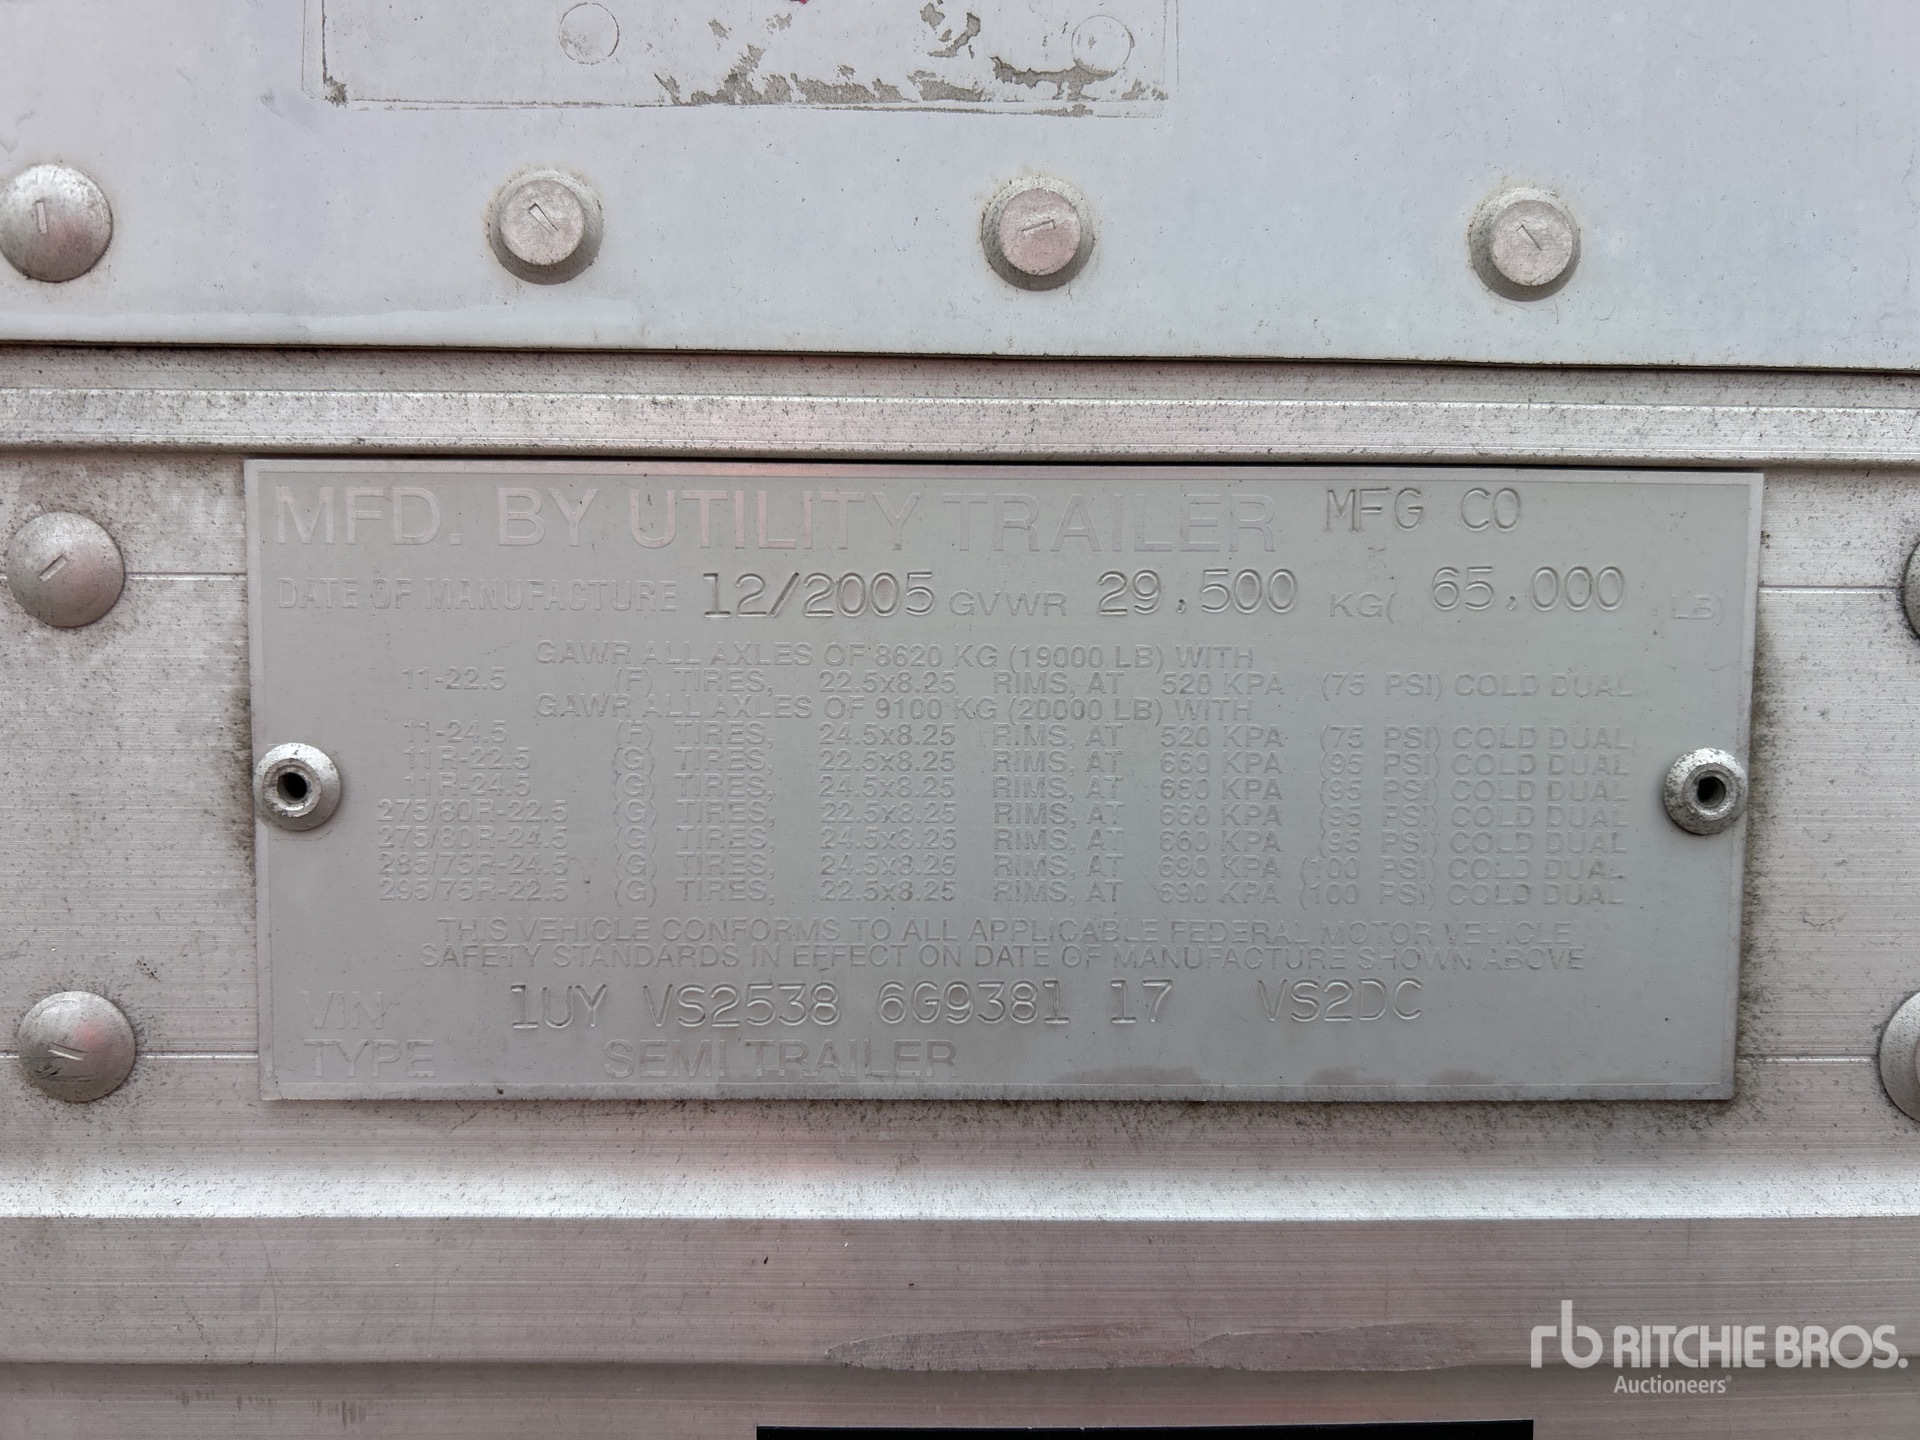 MFD. BY UTILITY TRAILER MFG CO
DATE OF MANUFACTURE 12/2005 GVWR 29,500 KG( 65,000 LB)
GAWR ALL AXLES OF 8620 KG (19000 LB) WITH
11-22.5 (F) TIRES, 22.5x8.25 RIMS, AT 520 KPA (75 PSI) COLD DUAL
GAWR ALL AXLES OF 9100 KG (20000 LB) WITH
11-24.5 (F) TIRES, 24.5x8.25 RIMS, AT 520 KPA (75 PSI) COLD DUAL
11R-22.5 (G) TIRES, 22.5x8.25 RIMS, AT 660 KPA (95 PSI) COLD DUAL
11R-24.5 (G) TIRES, 24.5x8.25 RIMS, AT 660 KPA (95 PSI) COLD DUAL
275/80R-22.5 (G) TIRES, 22.5x8.25 RIMS, AT 660 KPA (95 PSI) COLD DUAL
275/80R-24.5 (G) TIRES, 24.5x8.25 RIMS, AT 660 KPA (95 PSI) COLD DUAL
285/75R-24.5 (G) TIRES, 24.5x8.25 RIMS, AT 690 KPA (100 PSI) COLD DUAL
295/75R-22.5 (G) TIRES, 22.5x8.25 RIMS, AT 690 KPA (100 PSI) COLD DUAL
THIS VEHICLE CONFORMS TO ALL APPLICABLE FEDERAL MOTOR VEHICLE
SAFETY STANDARDS IN EFFECT ON DATE OF MANUFACTURE SHOWN ABOVE
VIN 1UY VS2538 6G9381 17 VS2DC
TYPE SEMI TRAILER
rb RITCHIE BROS.
Auctioneers